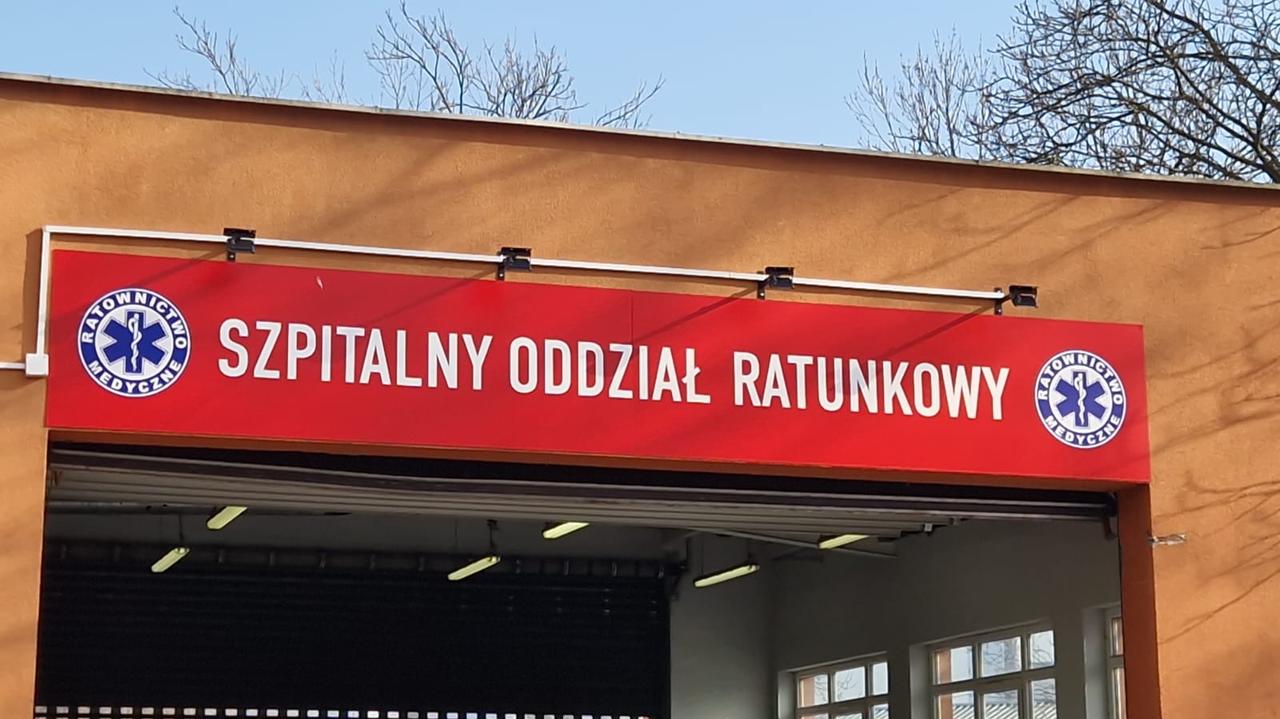 RATOWNICTWO MEDYCZNE
SZPITALNY ODDZIAŁ RATUNKOWY
RATOWNICTWO MEDYCZNE